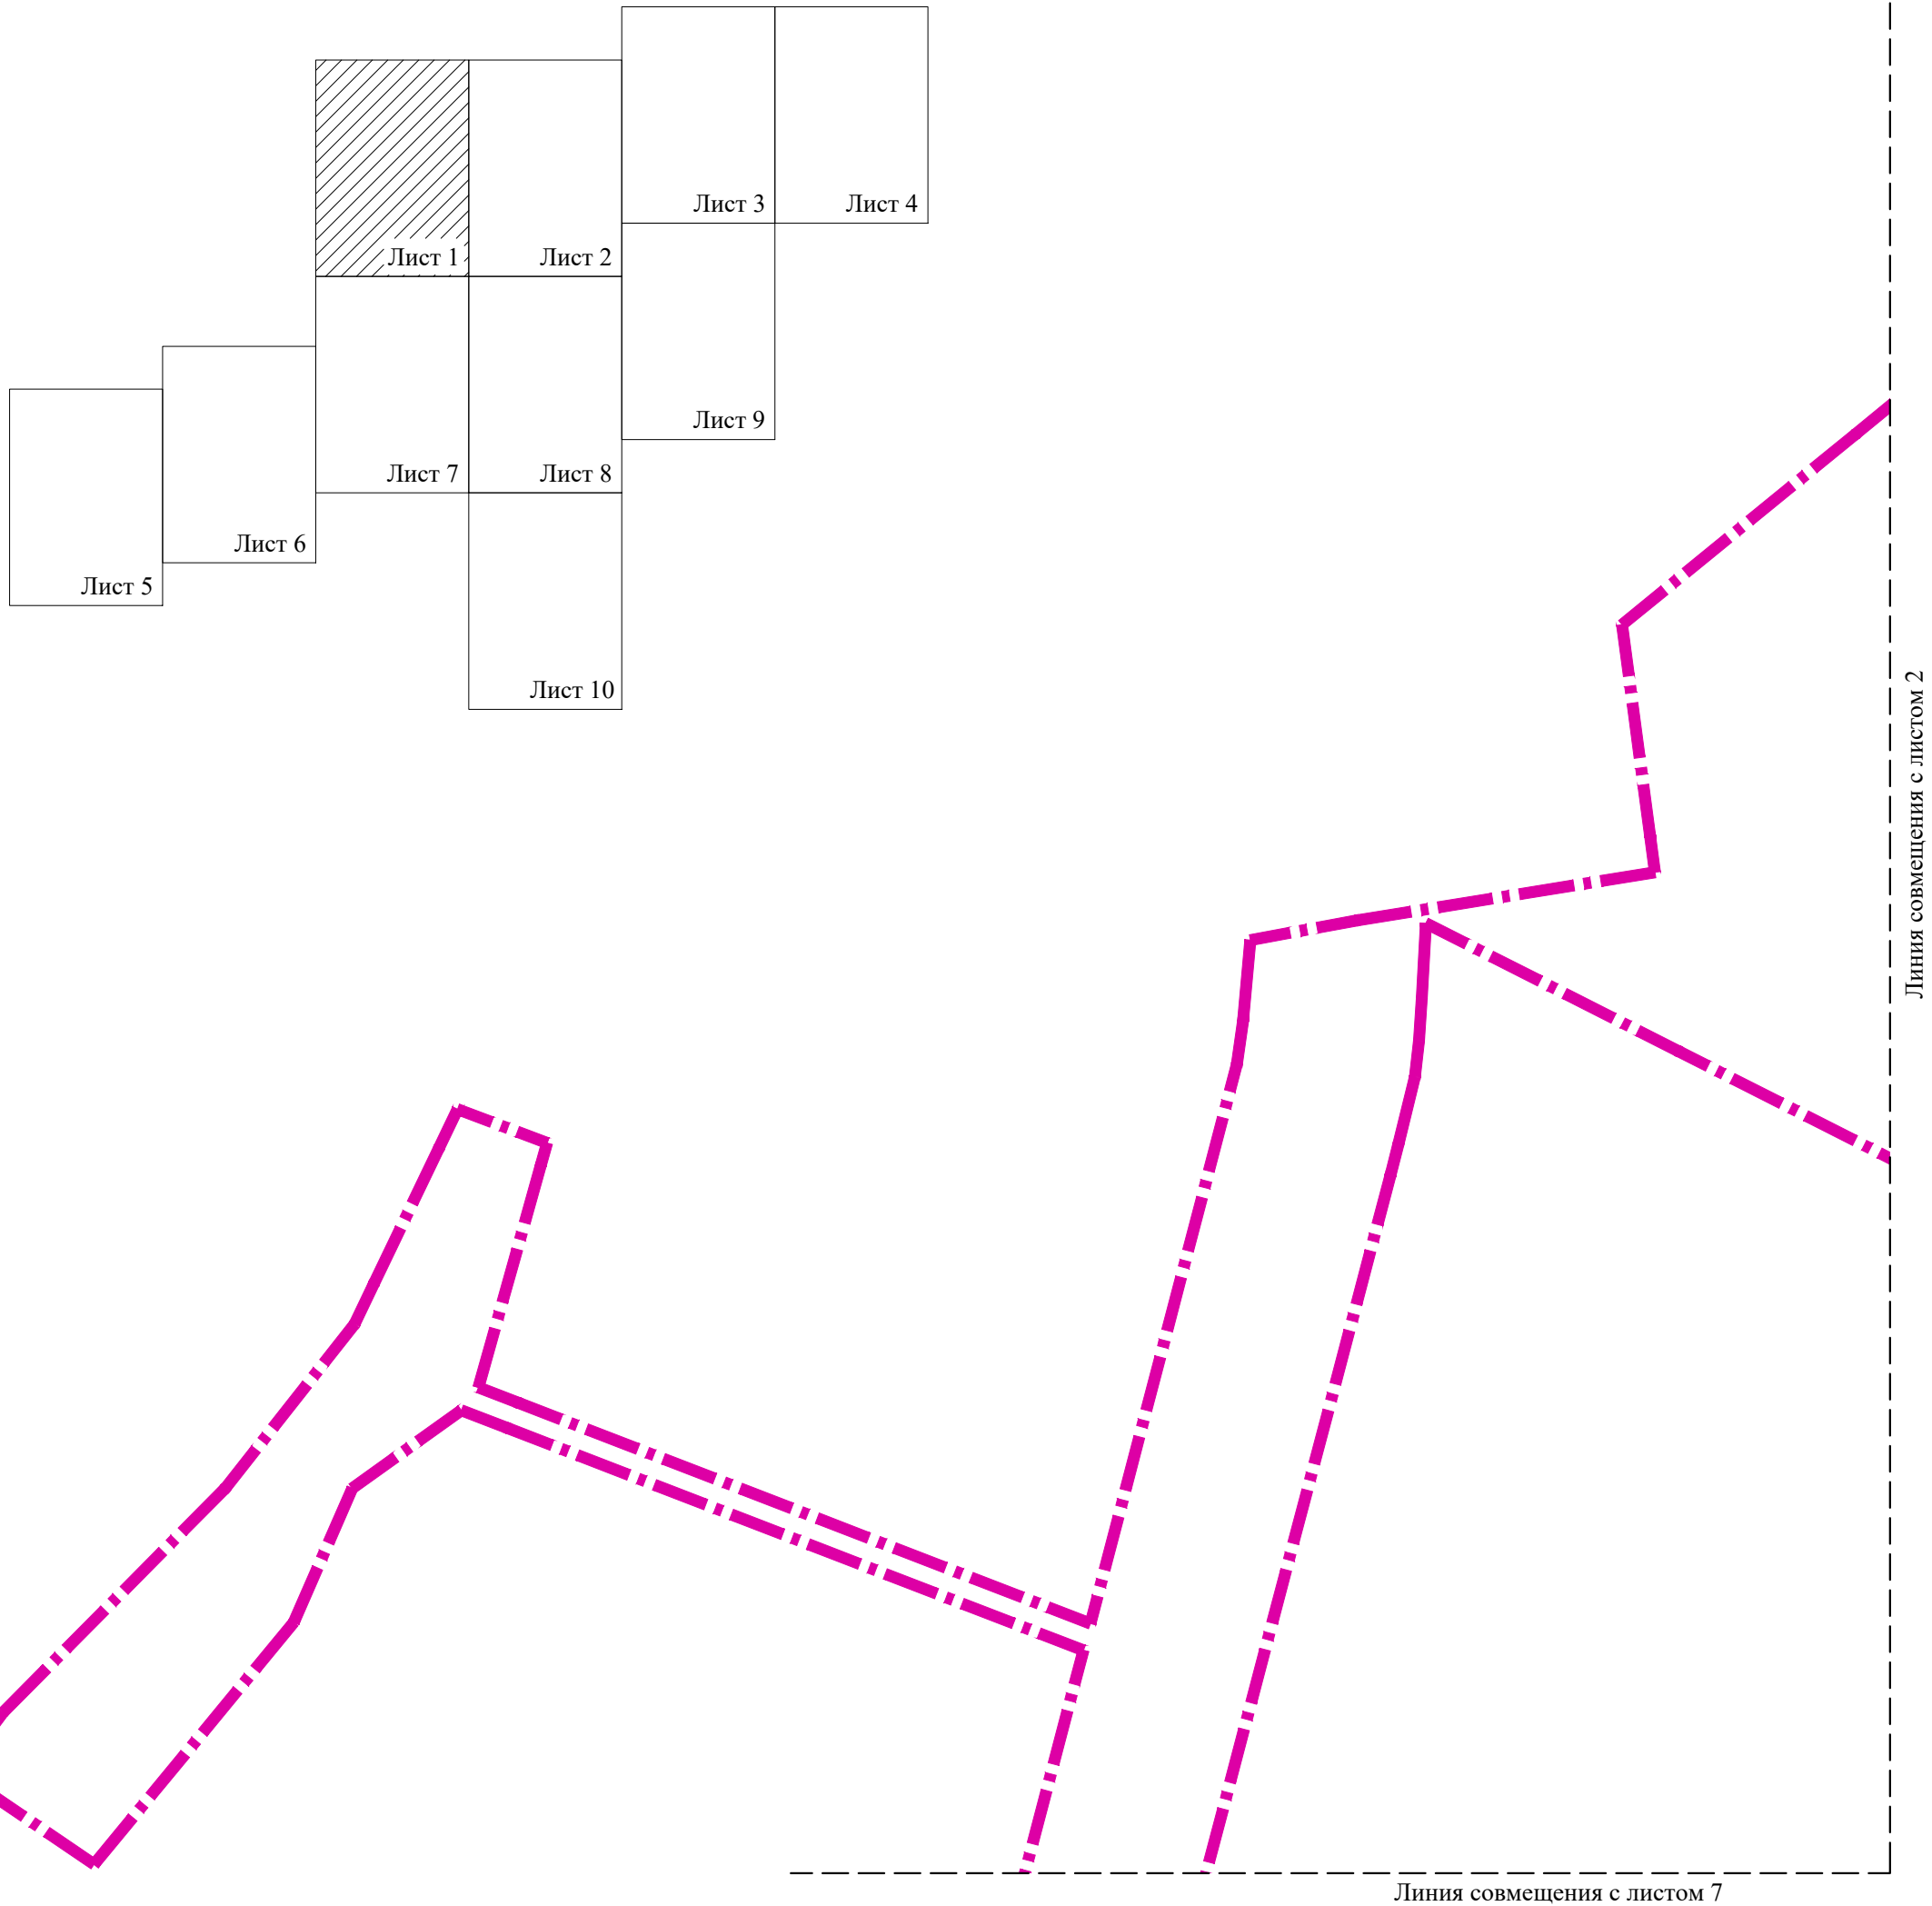 Лист 3
Лист 4
Лист 1
Лист 2
Лист 9
Лист 7
Лист 8
Лист 6
Лист 5
Лист 10
Линия совмещения с листом 2
Линия совмещения с листом 7